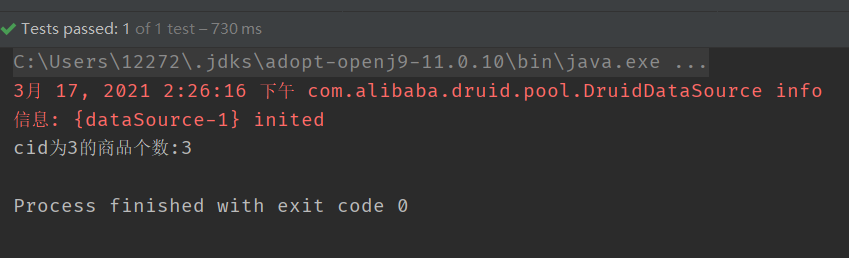 Tests passed: 1 of 1 test – 730 ms
C:\Users\12272\.jdks\adopt-openj9-11.0.10\bin\java.exe ...
3月 17, 2021 2:26:16 下午 com.alibaba.druid.pool.DruidDataSource info
信息: {dataSource-1} inited
cid为3的商品个数:3
Process finished with exit code 0